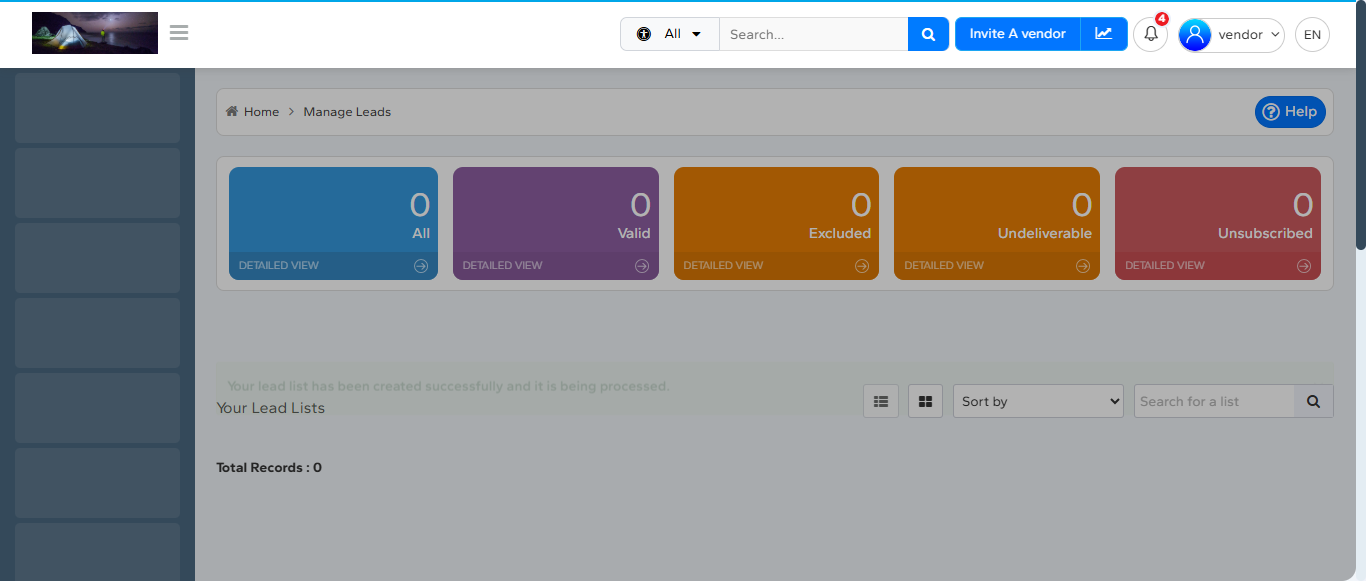 All
Search...
Invite A vendor
4
vendor
EN
Home > Manage Leads
Help
0
All
DETAILED VIEW
0
Valid
DETAILED VIEW
0
Excluded
DETAILED VIEW
0
Undeliverable
DETAILED VIEW
0
Unsubscribed
DETAILED VIEW
Your lead list has been created successfully and it is being processed.
Your Lead Lists
Sort by
Search for a list
Total Records : 0